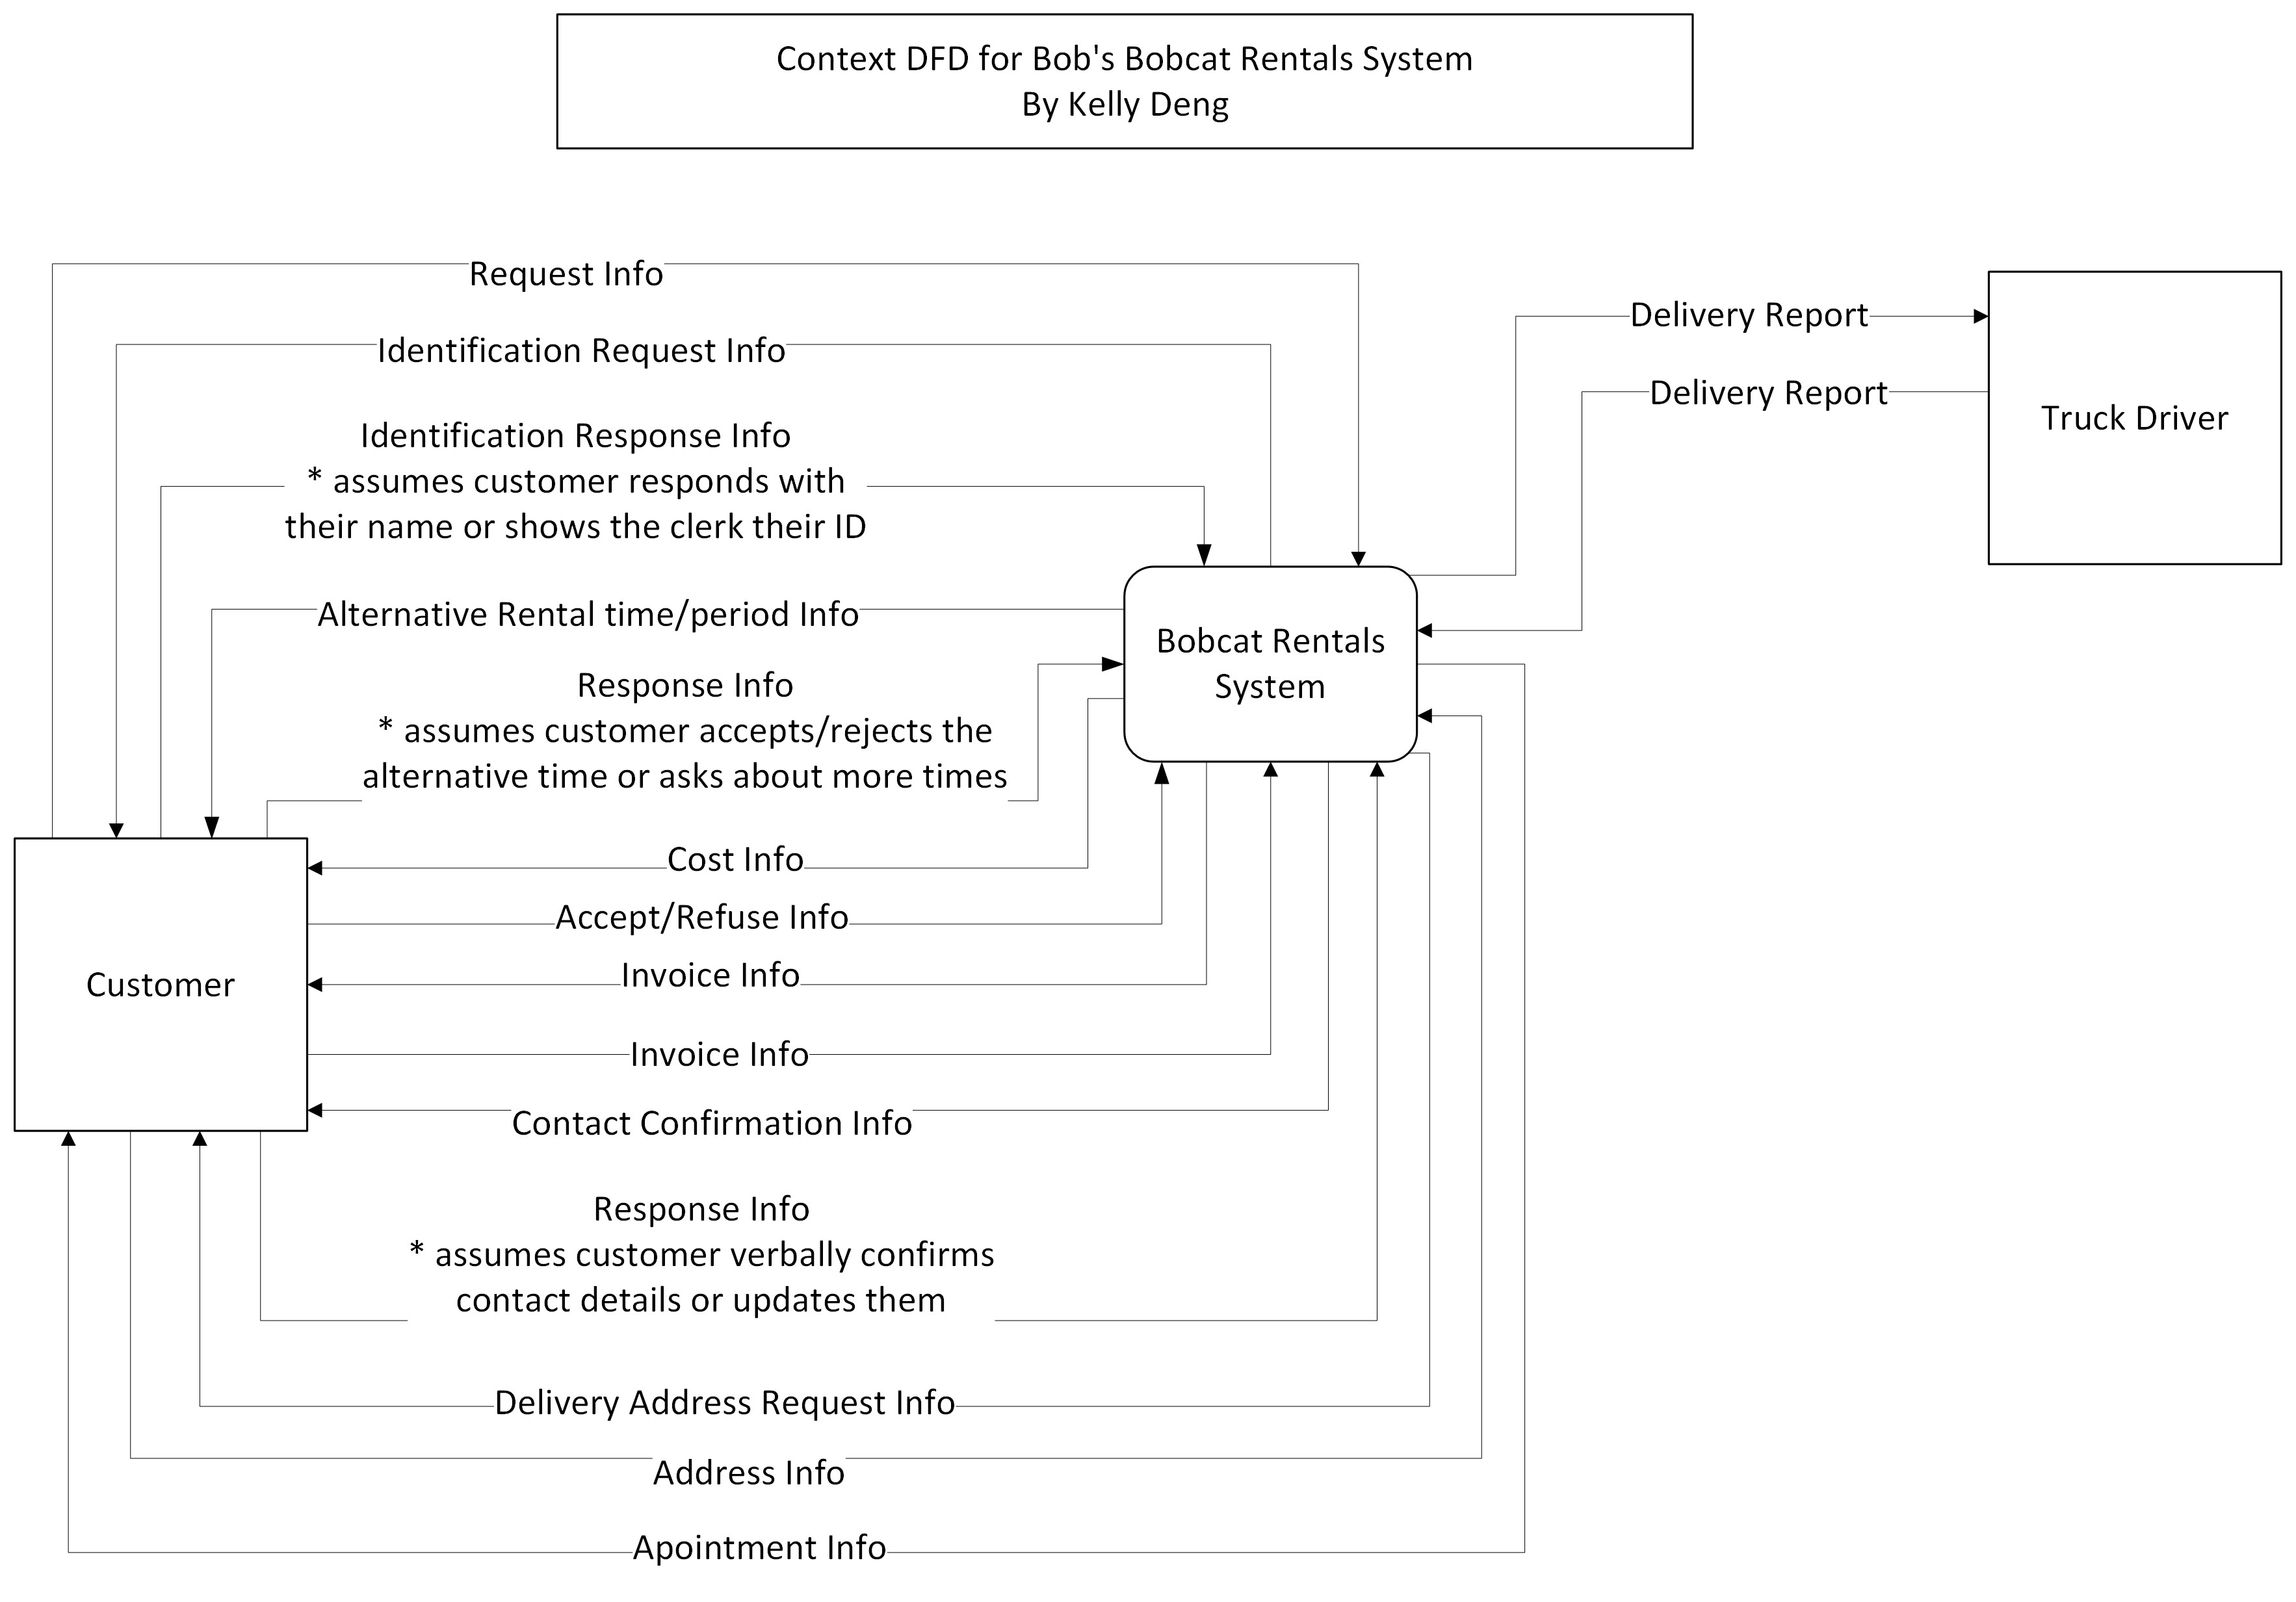 Context DFD for Bob's Bobcat Rentals System
By Kelly Deng
Request Info
Delivery Report
Identification Request Info
Delivery Report
Truck Driver
Identification Response Info
* assumes customer responds with
their name or shows the clerk their ID
Alternative Rental time/period Info
Bobcat Rentals
System
Response Info
* assumes customer accepts/rejects the
alternative time or asks about more times
Cost Info
Accept/Refuse Info
Invoice Info
Customer
Invoice Info
Contact Confirmation Info
Response Info
* assumes customer verbally confirms
contact details or updates them
Delivery Address Request Info
Address Info
Apointment Info